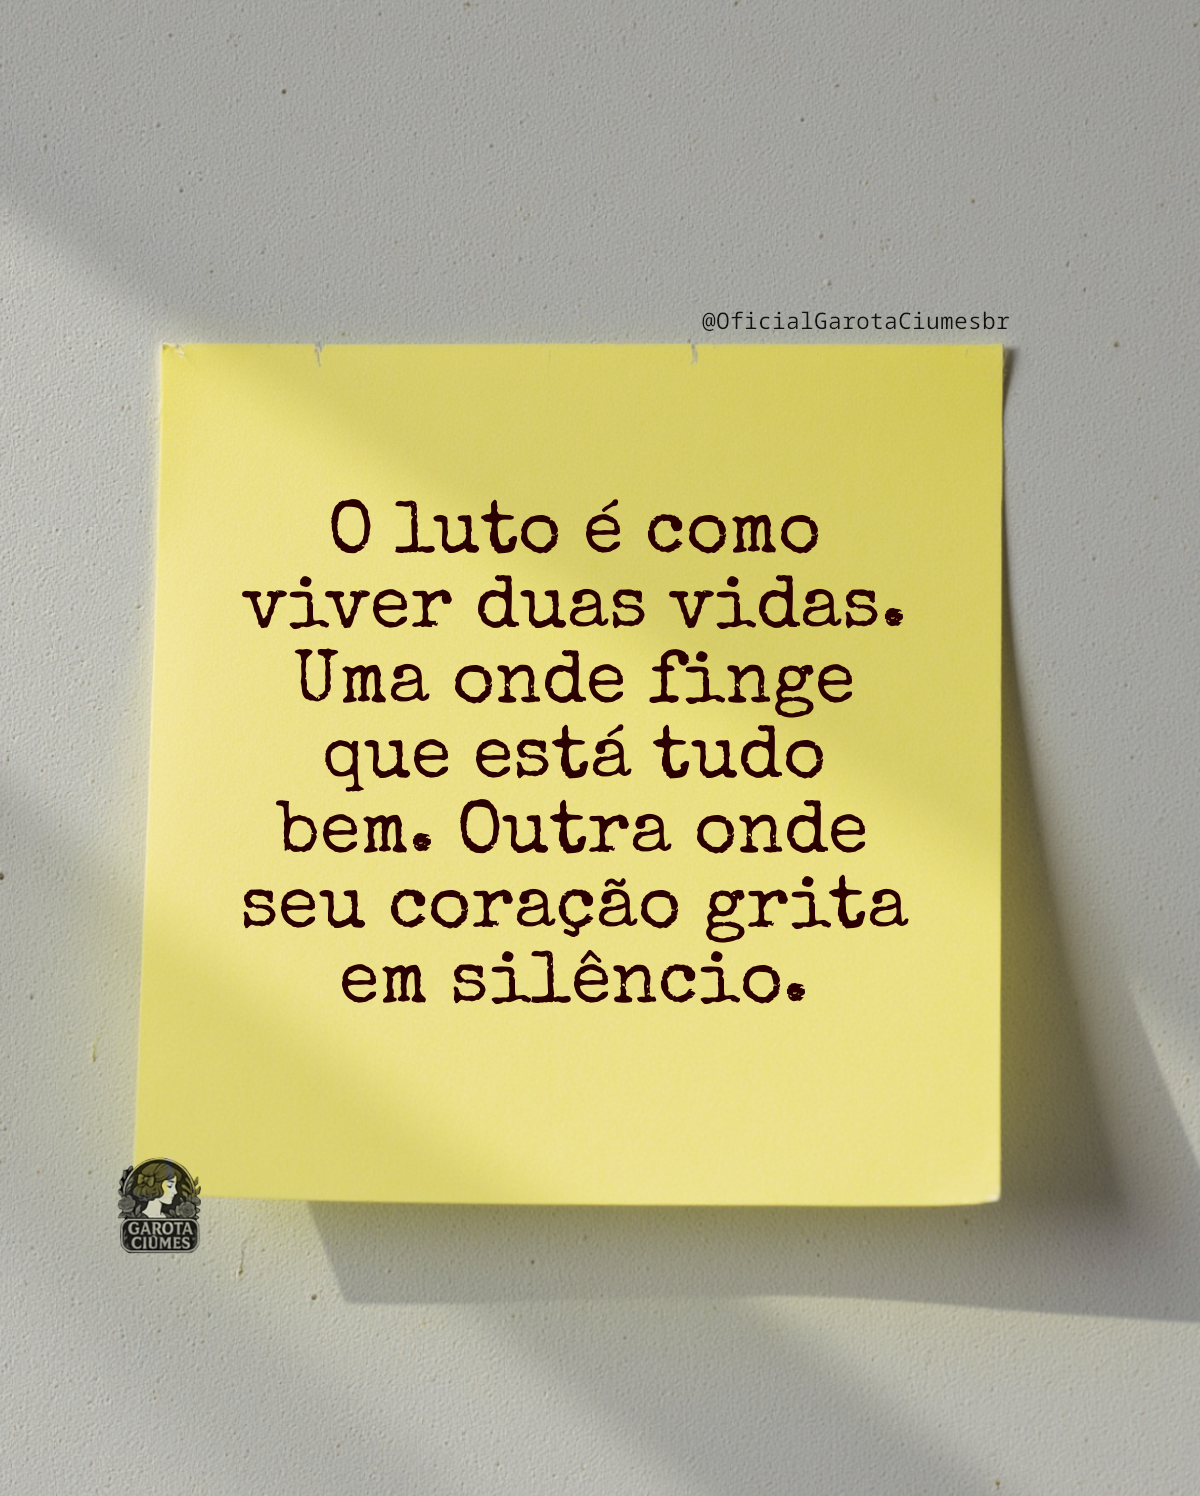 @OficialGarotaCiumesbr
O luto é como
viver duas vidas.
Uma onde finge
que está tudo
bem. Outra onde
seu coração grita
em silêncio.
GAROTA
CIÚMES